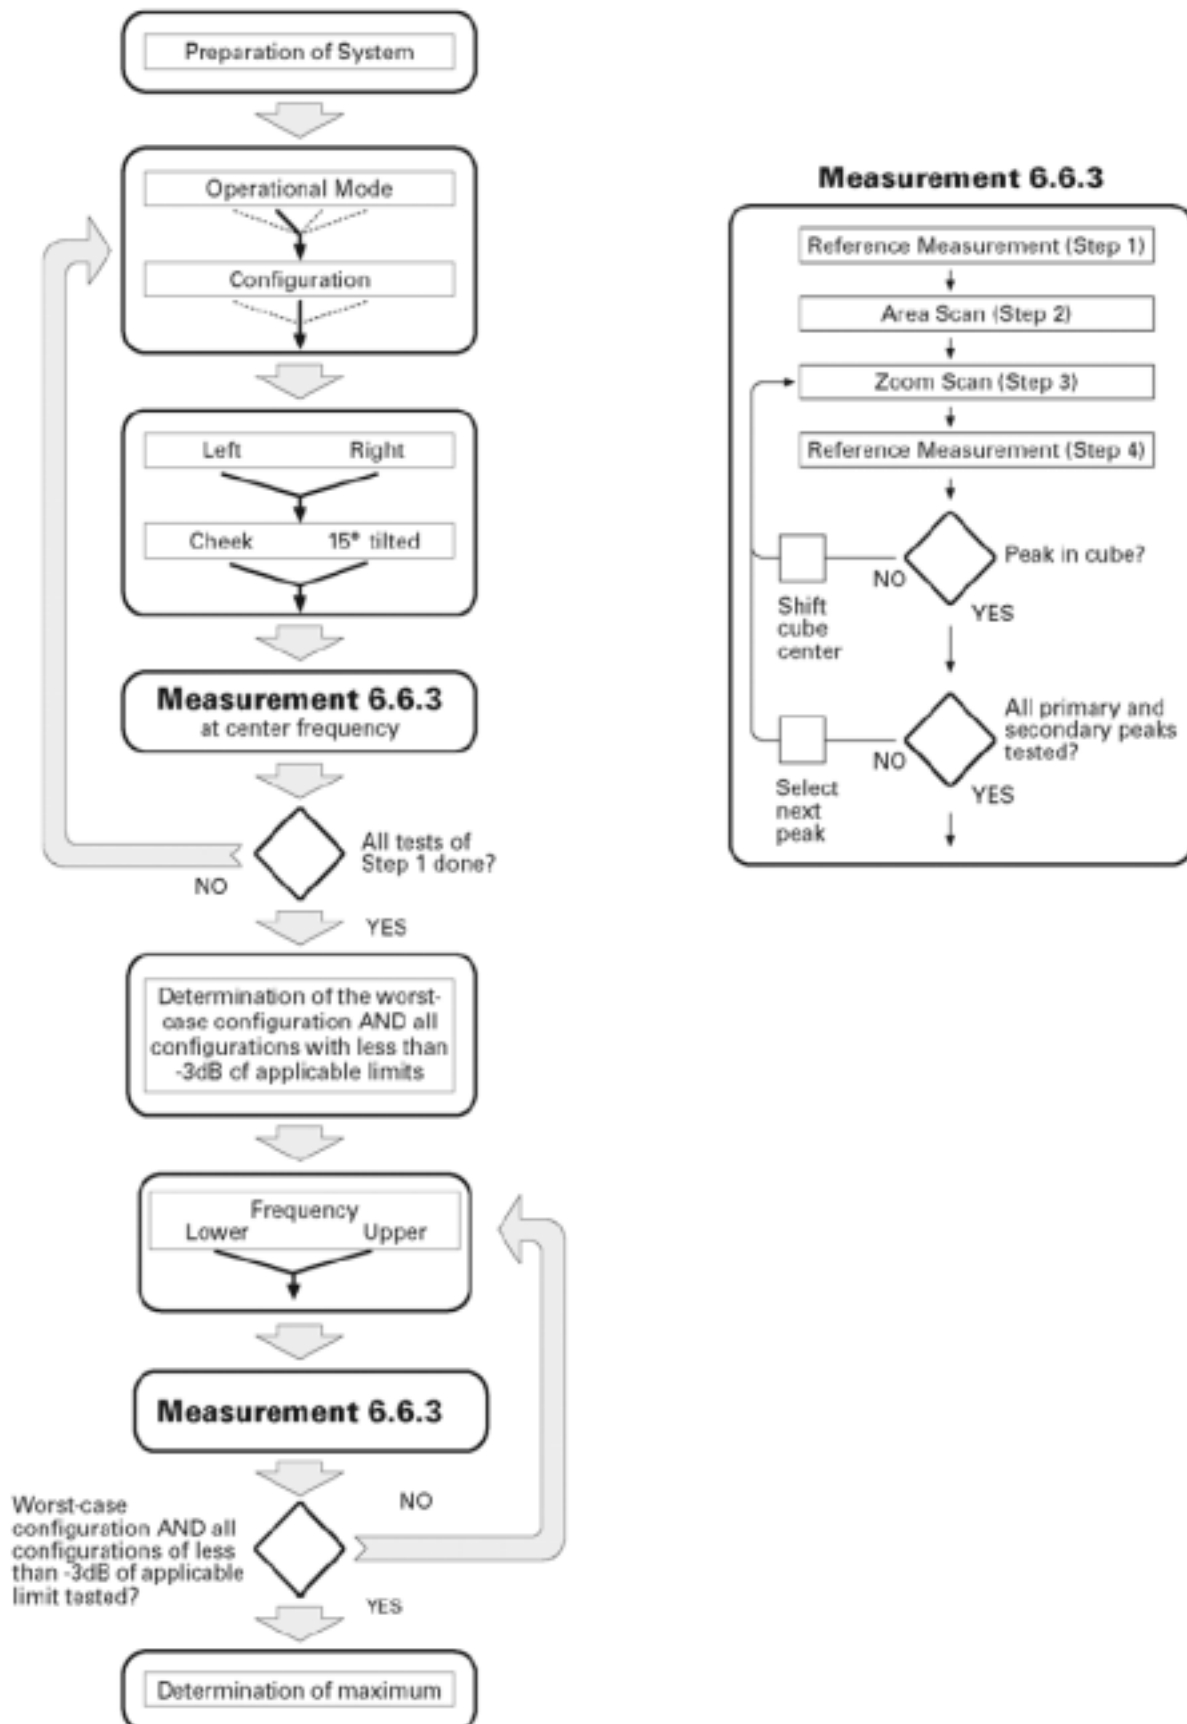 Preparation of System
Operational Mode
Configuration
Left Right
Cheek 15° tilted
Measurement 6.6.3
at center frequency
All tests of
Step 1 done?
NO
YES
Determination of the worst-
case configuration AND all
configurations with less than
-3dB of applicable limits
Frequency
Lower Upper
Measurement 6.6.3
NO
Worst-case
configuration AND all
configurations of less
than -3dB of applicable
limit tested?
YES
Determination of maximum
Measurement 6.6.3
Reference Measurement (Step 1)
Area Scan (Step 2)
Zoom Scan (Step 3)
Reference Measurement (Step 4)
Peak in cube?
NO
YES
Shift
cube
center
All primary and
secondary peaks
tested?
NO
YES
Select
next
peak